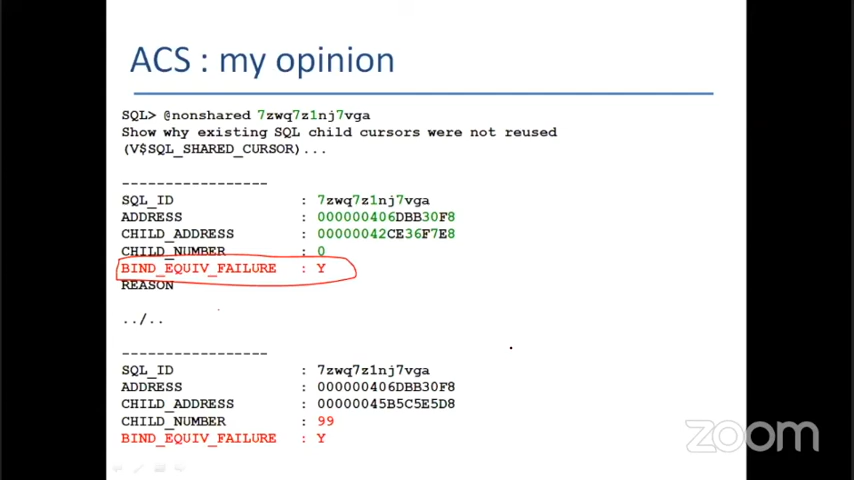 ACS : my opinion
SQL> @nonshared 7zwq7z1nj7vga
Show why existing SQL child cursors were not reused
(V$SQL_SHARED_CURSOR)...
-----------------
SQL_ID : 7zwq7z1nj7vga
ADDRESS : 000000406DBB30F8
CHILD_ADDRESS : 00000042CE36F7E8
CHILD_NUMBER : 0
BIND_EQUIV_FAILURE : Y
REASON
../..
-----------------
SQL_ID : 7zwq7z1nj7vga
ADDRESS : 000000406DBB30F8
CHILD_ADDRESS : 00000045B5C5E5D8
CHILD_NUMBER : 99
BIND_EQUIV_FAILURE : Y
zoom